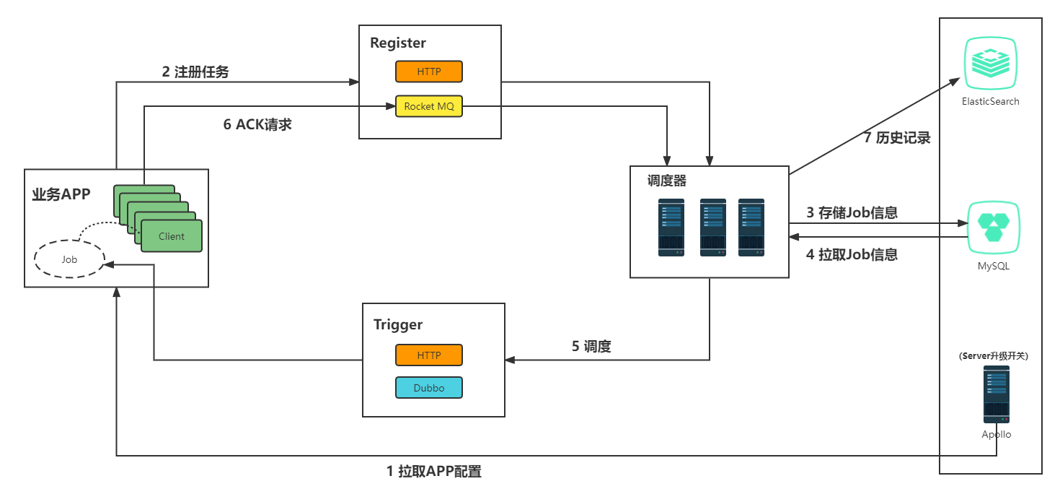 Register
HTTP
Rocket MQ
2 注册任务
6 ACK请求
业务APP
Client
Job
调度器
7 历史记录
ElasticSearch
3 存储Job信息
4 拉取Job信息
MySQL
Trigger
HTTP
Dubbo
5 调度
(Server升级开关)
Apollo
1 拉取APP配置